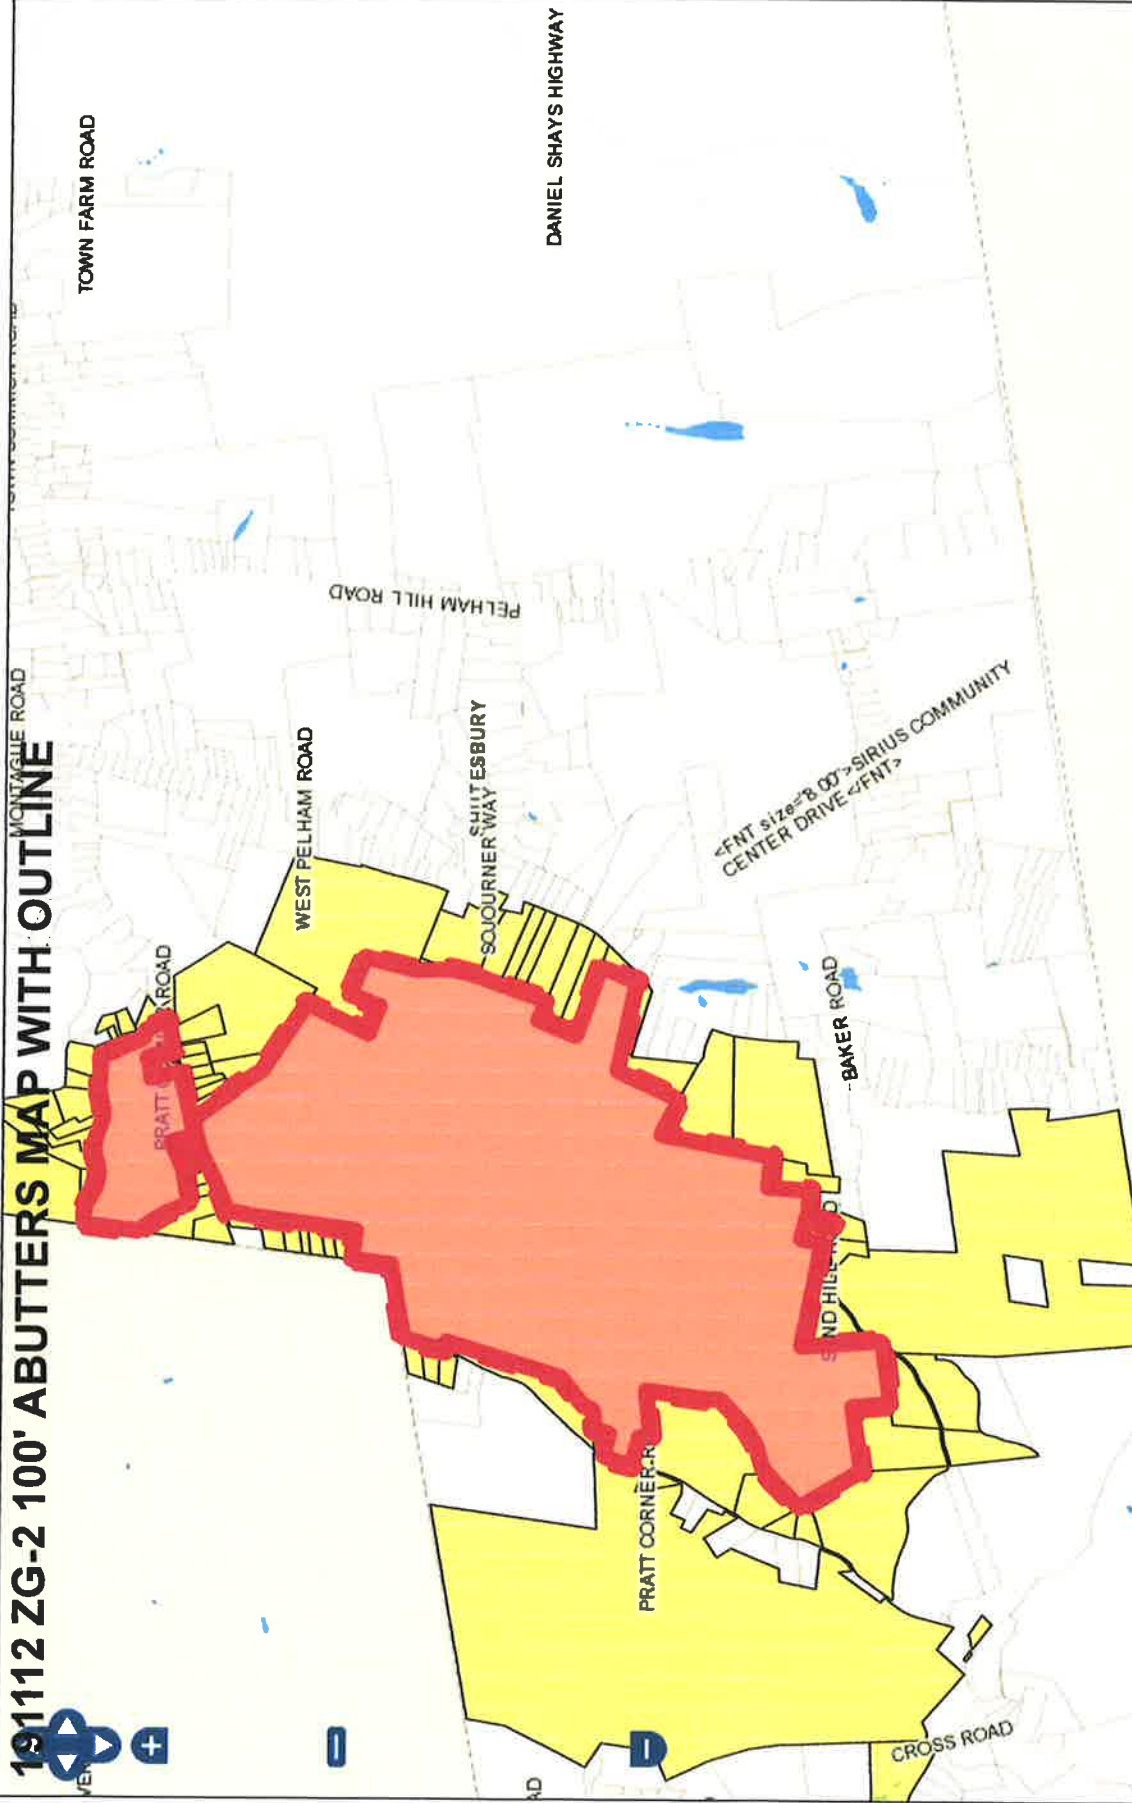 191112 ZG-2 100' ABUTTERS MAP WITH OUTLINE
MONTAGUE ROAD
TOWN FARM ROAD
ROAD
PRATT
WEST PELHAM ROAD
PELHAM HILL ROAD
SHUTESBURY
SOJOURNER WAY
DANIEL SHAYS HIGHWAY
PRATT CORNER R
<FNT size="8.00">SIRIUS COMMUNITY
CENTER DRIVE</FNT>
BAKER ROAD
CROSS ROAD